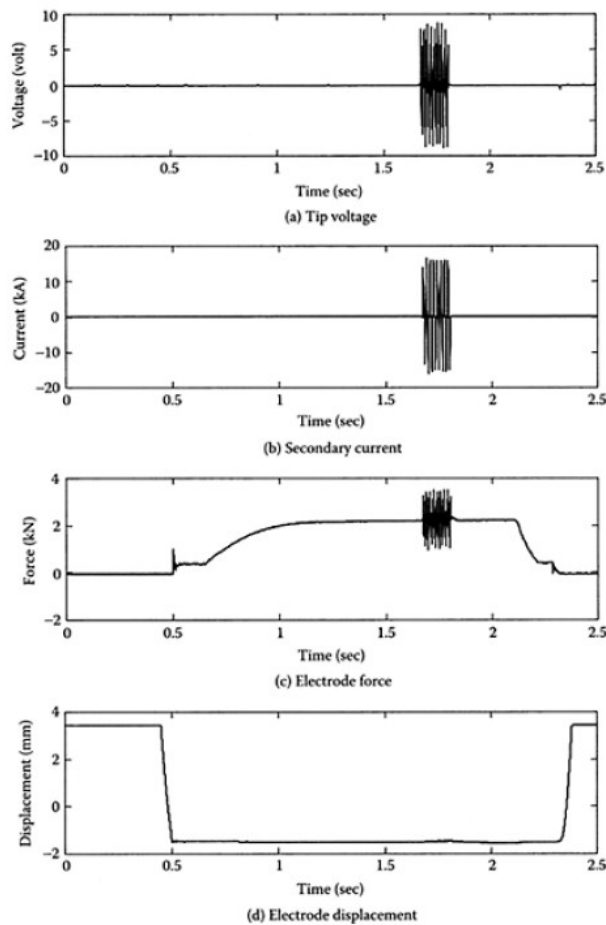 10
5
0
−5
−10
Voltage (volt)
0 0.5 1 1.5 2 2.5
Time (sec)
(a) Tip voltage
20
10
0
−10
−20
Current (kA)
0 0.5 1 1.5 2 2.5
Time (sec)
(b) Secondary current
4
2
0
−2
Force (kN)
0 0.5 1 1.5 2 2.5
Time (sec)
(c) Electrode force
4
2
0
−2
Displacement (mm)
0 0.5 1 1.5 2 2.5
Time (sec)
(d) Electrode displacement